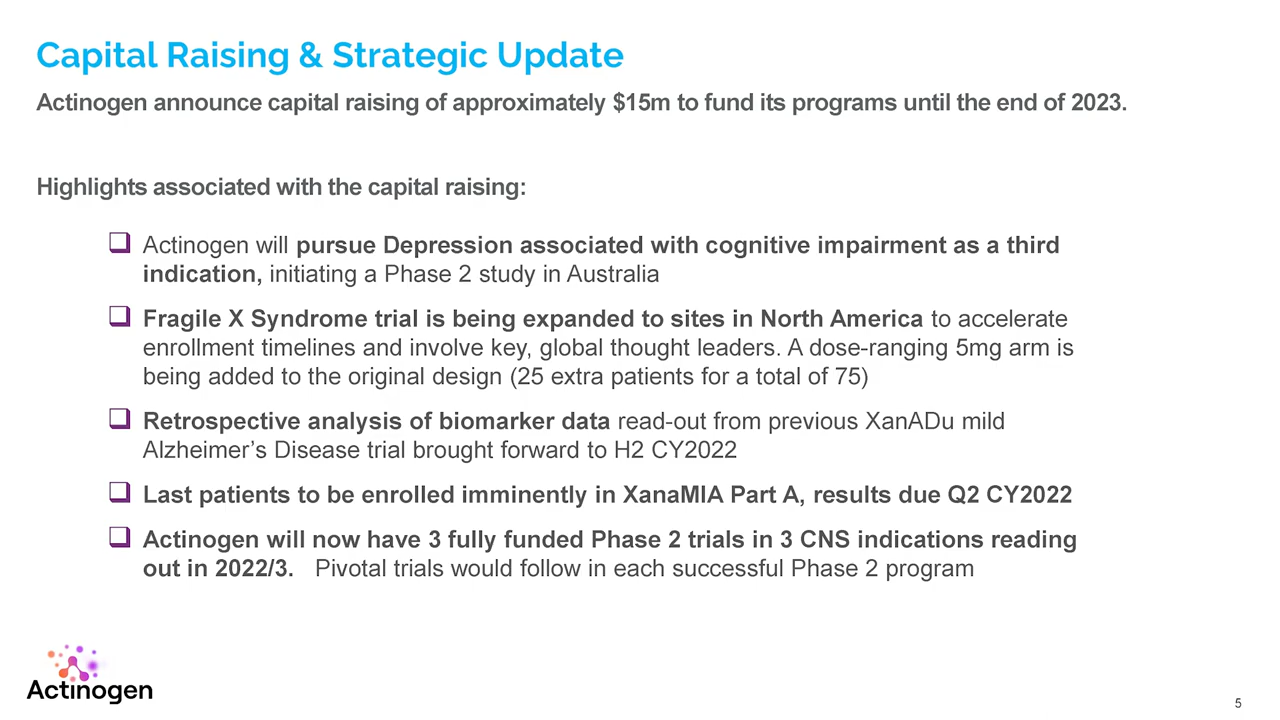 Capital Raising & Strategic Update
Actinogen announce capital raising of approximately $15m to fund its programs until the end of 2023.
Highlights associated with the capital raising:
Actinogen will pursue Depression associated with cognitive impairment as a third
indication, initiating a Phase 2 study in Australia
Fragile X Syndrome trial is being expanded to sites in North America to accelerate
enrollment timelines and involve key, global thought leaders. A dose-ranging 5mg arm is
being added to the original design (25 extra patients for a total of 75)
Retrospective analysis of biomarker data read-out from previous XanADu mild
Alzheimer’s Disease trial brought forward to H2 CY2022
Last patients to be enrolled imminently in XanaMIA Part A, results due Q2 CY2022
Actinogen will now have 3 fully funded Phase 2 trials in 3 CNS indications reading
out in 2022/3. Pivotal trials would follow in each successful Phase 2 program
Actinogen
5